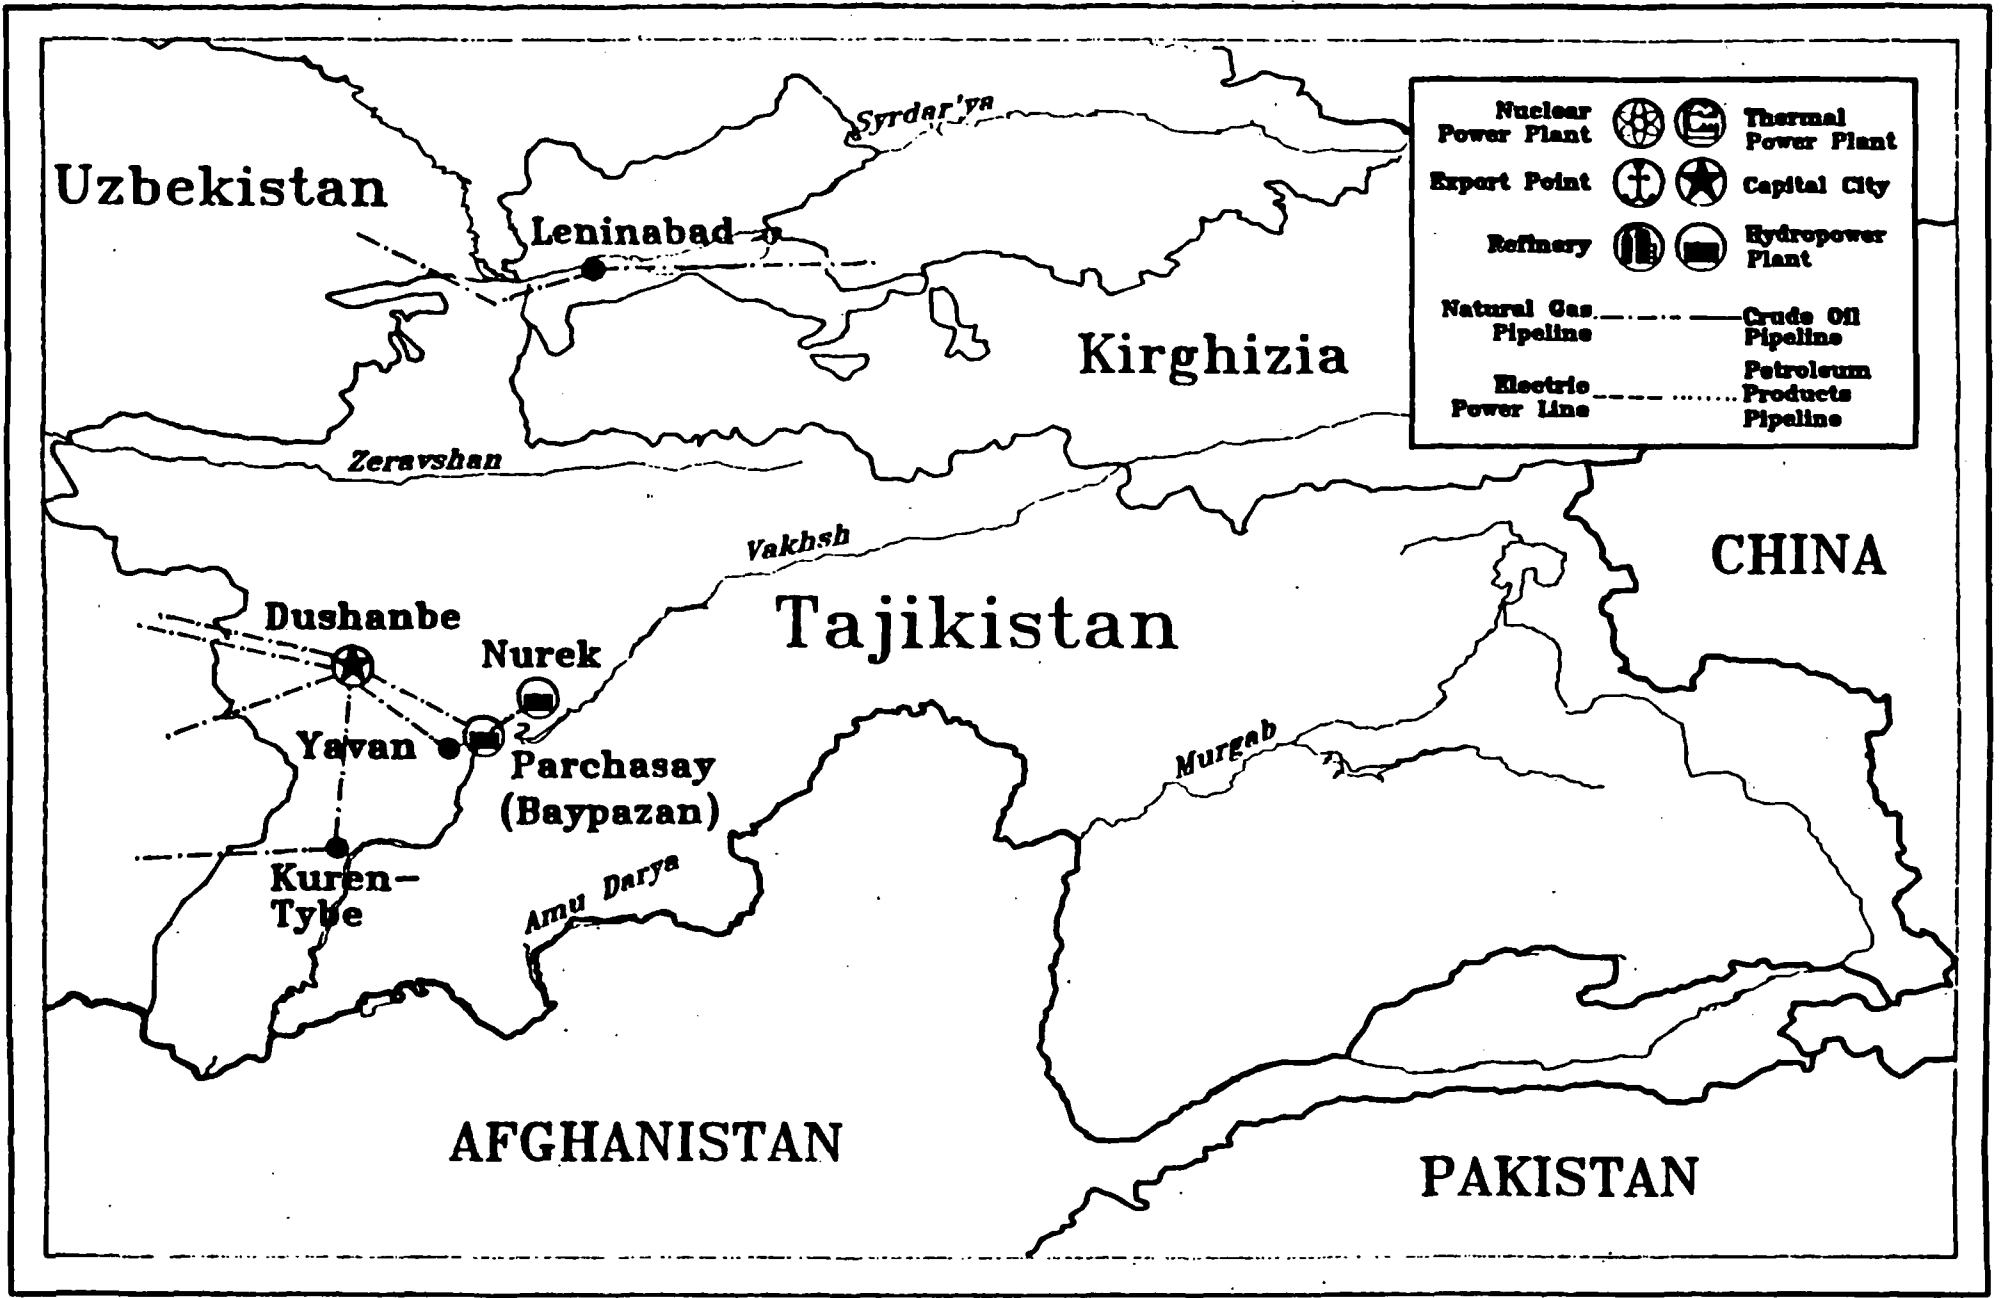 Syrdar'ya
Uzbekistan
Leninabad
Kirghizia
Zeravshan
Vakhsh
CHINA
Dushanbe
Tajikistan
Nurek
Yavan
Parchasay
(Baypazan)
Murgab
Kuren-
Tybe
Amu Darya
AFGHANISTAN
PAKISTAN
Nuclear
Power Plant
Thermal
Power Plant
Export Point
Capital City
Refinery
Hydropower
Plant
Natural Gas
Pipeline
Crude Oil
Pipeline
Electric
Power Line
Petroleum
Products
Pipeline